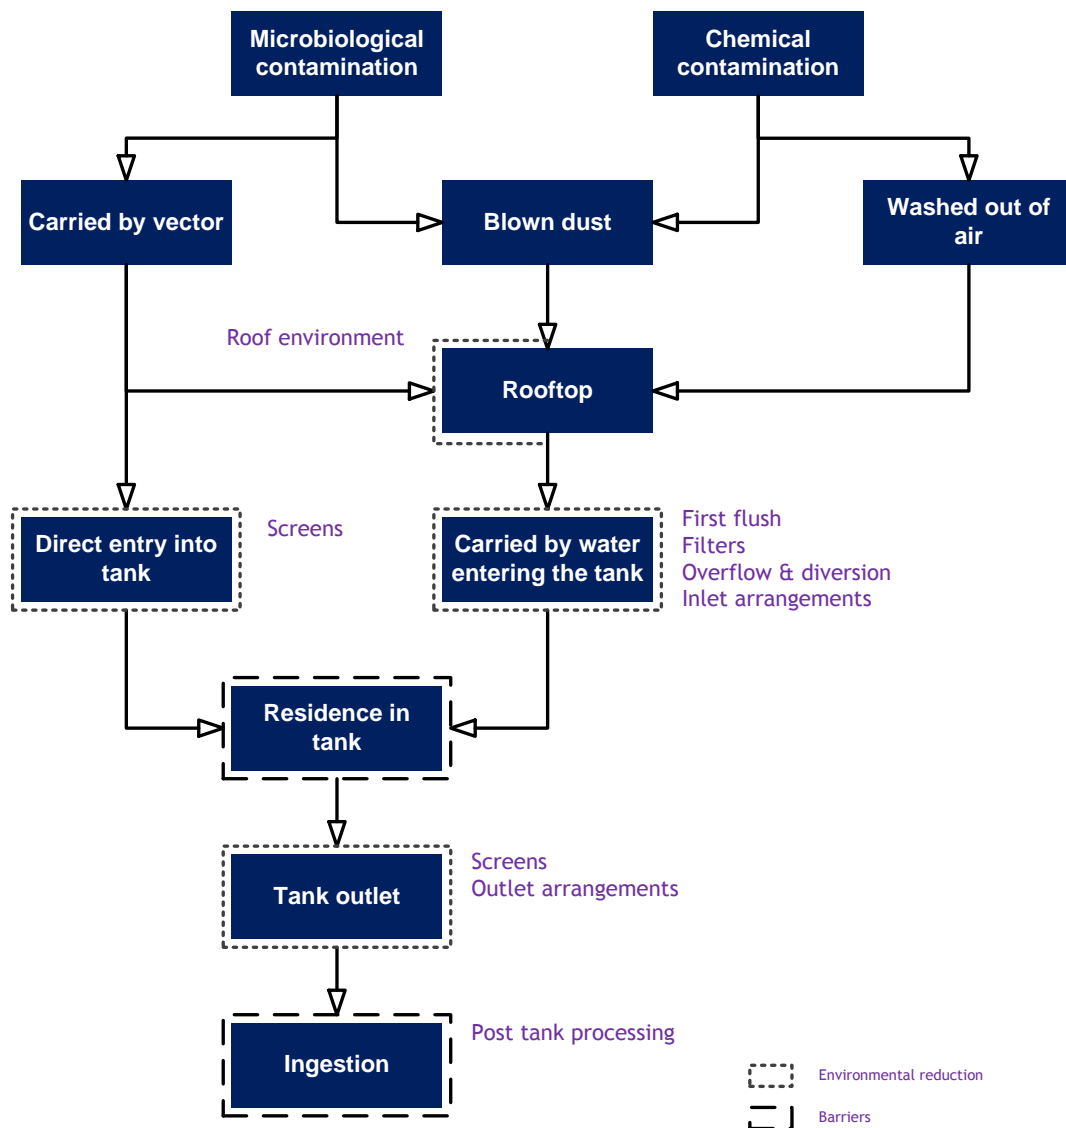 Microbiological
contamination
Chemical
contamination
Carried by vector
Blown dust
Washed out of
air
Roof environment
Rooftop
Direct entry into
tank
Screens
Carried by water
entering the tank
First flush
Filters
Overflow & diversion
Inlet arrangements
Residence in
tank
Tank outlet
Screens
Outlet arrangements
Ingestion
Post tank processing
Environmental reduction
Barriers